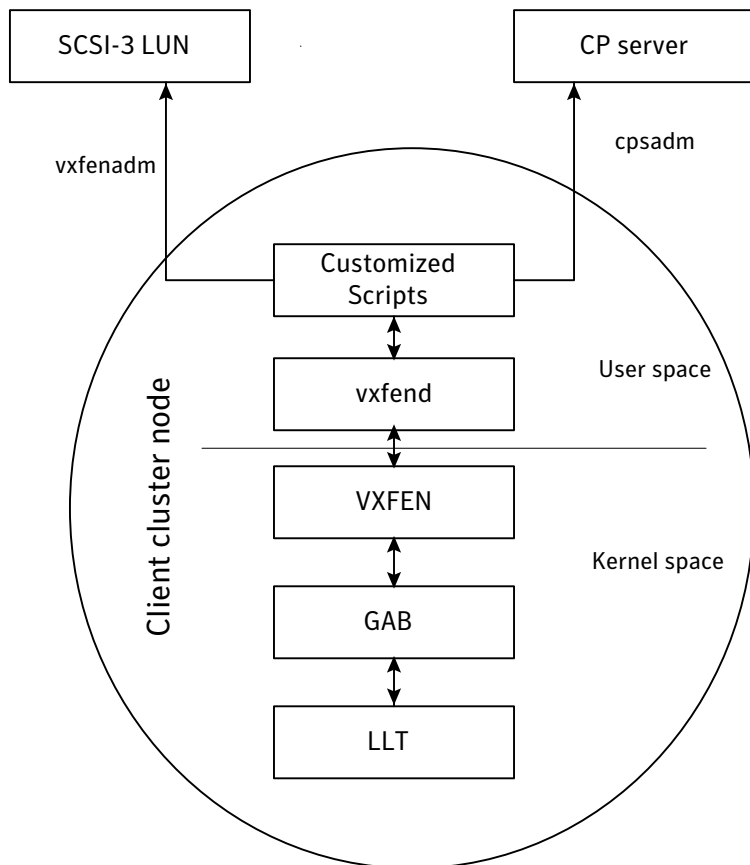 SCSI-3 LUN
CP server
vxfenadm
cpsadm
Customized
Scripts
User space
vxfend
Client cluster node
VXFEN
Kernel space
GAB
LLT